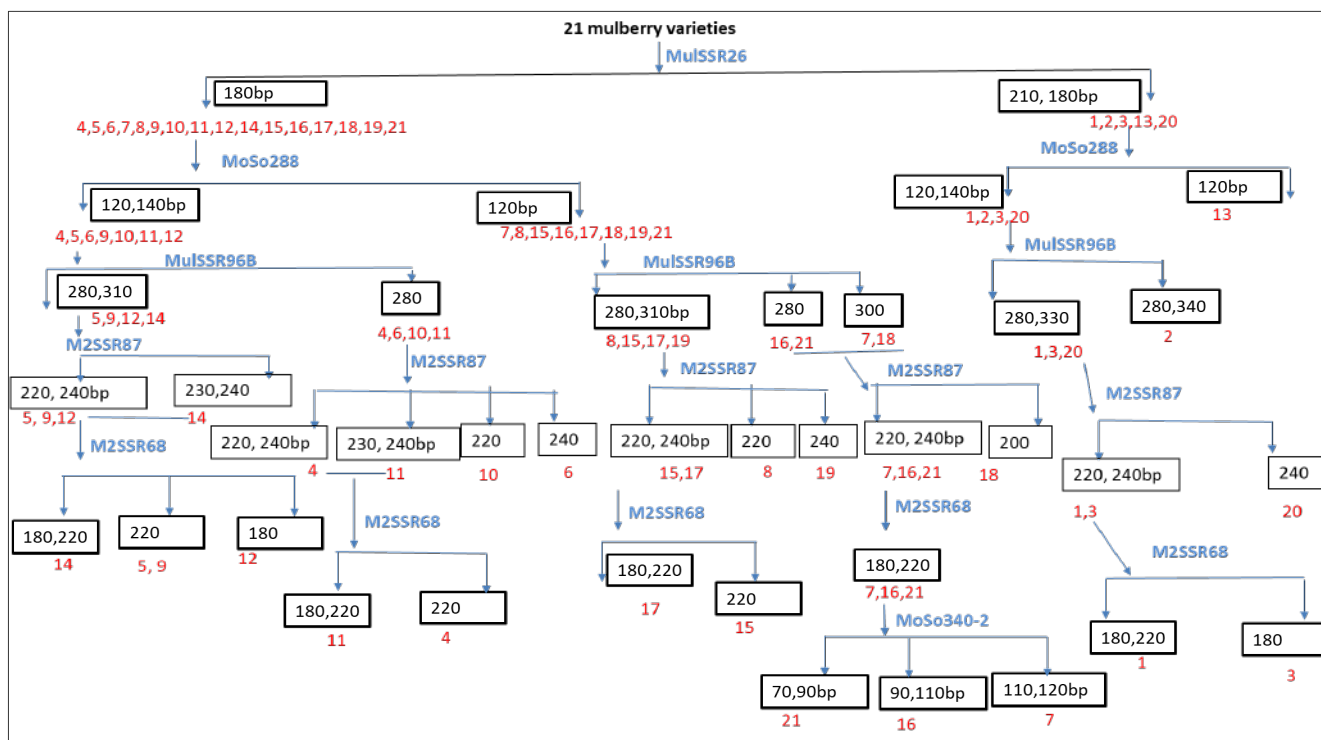 21 mulberry varieties
MulSSR26
180bp
210, 180bp
4,5,6,7,8,9,10,11,12,14,15,16,17,18,19,21
1,2,3,13,20
MoSo288
MoSo288
120,140bp
120bp
120,140bp
120bp
4,5,6,9,10,11,12
7,8,15,16,17,18,19,21
1,2,3,20
13
MulSSR96B
MulSSR96B
MulSSR96B
280,310
280
280,310bp
280
300
280,330
280,340
5,9,12,14
4,6,10,11
8,15,17,19
16,21
7,18
1,3,20
2
M2SSR87
M2SSR87
M2SSR87
M2SSR87
M2SSR87
220, 240bp
230,240
5, 9,12
14
220, 240bp
230, 240bp
220
240
220, 240bp
220
240
220, 240bp
200
220, 240bp
240
4
11
10
6
15,17
8
19
7,16,21
18
1,3
20
M2SSR68
M2SSR68
M2SSR68
M2SSR68
M2SSR68
180,220
220
180
14
5, 9
12
180,220
220
11
4
180,220
220
17
15
180,220
7,16,21
MoSo340-2
180,220
180
1
3
70,90bp
90,110bp
110,120bp
21
16
7